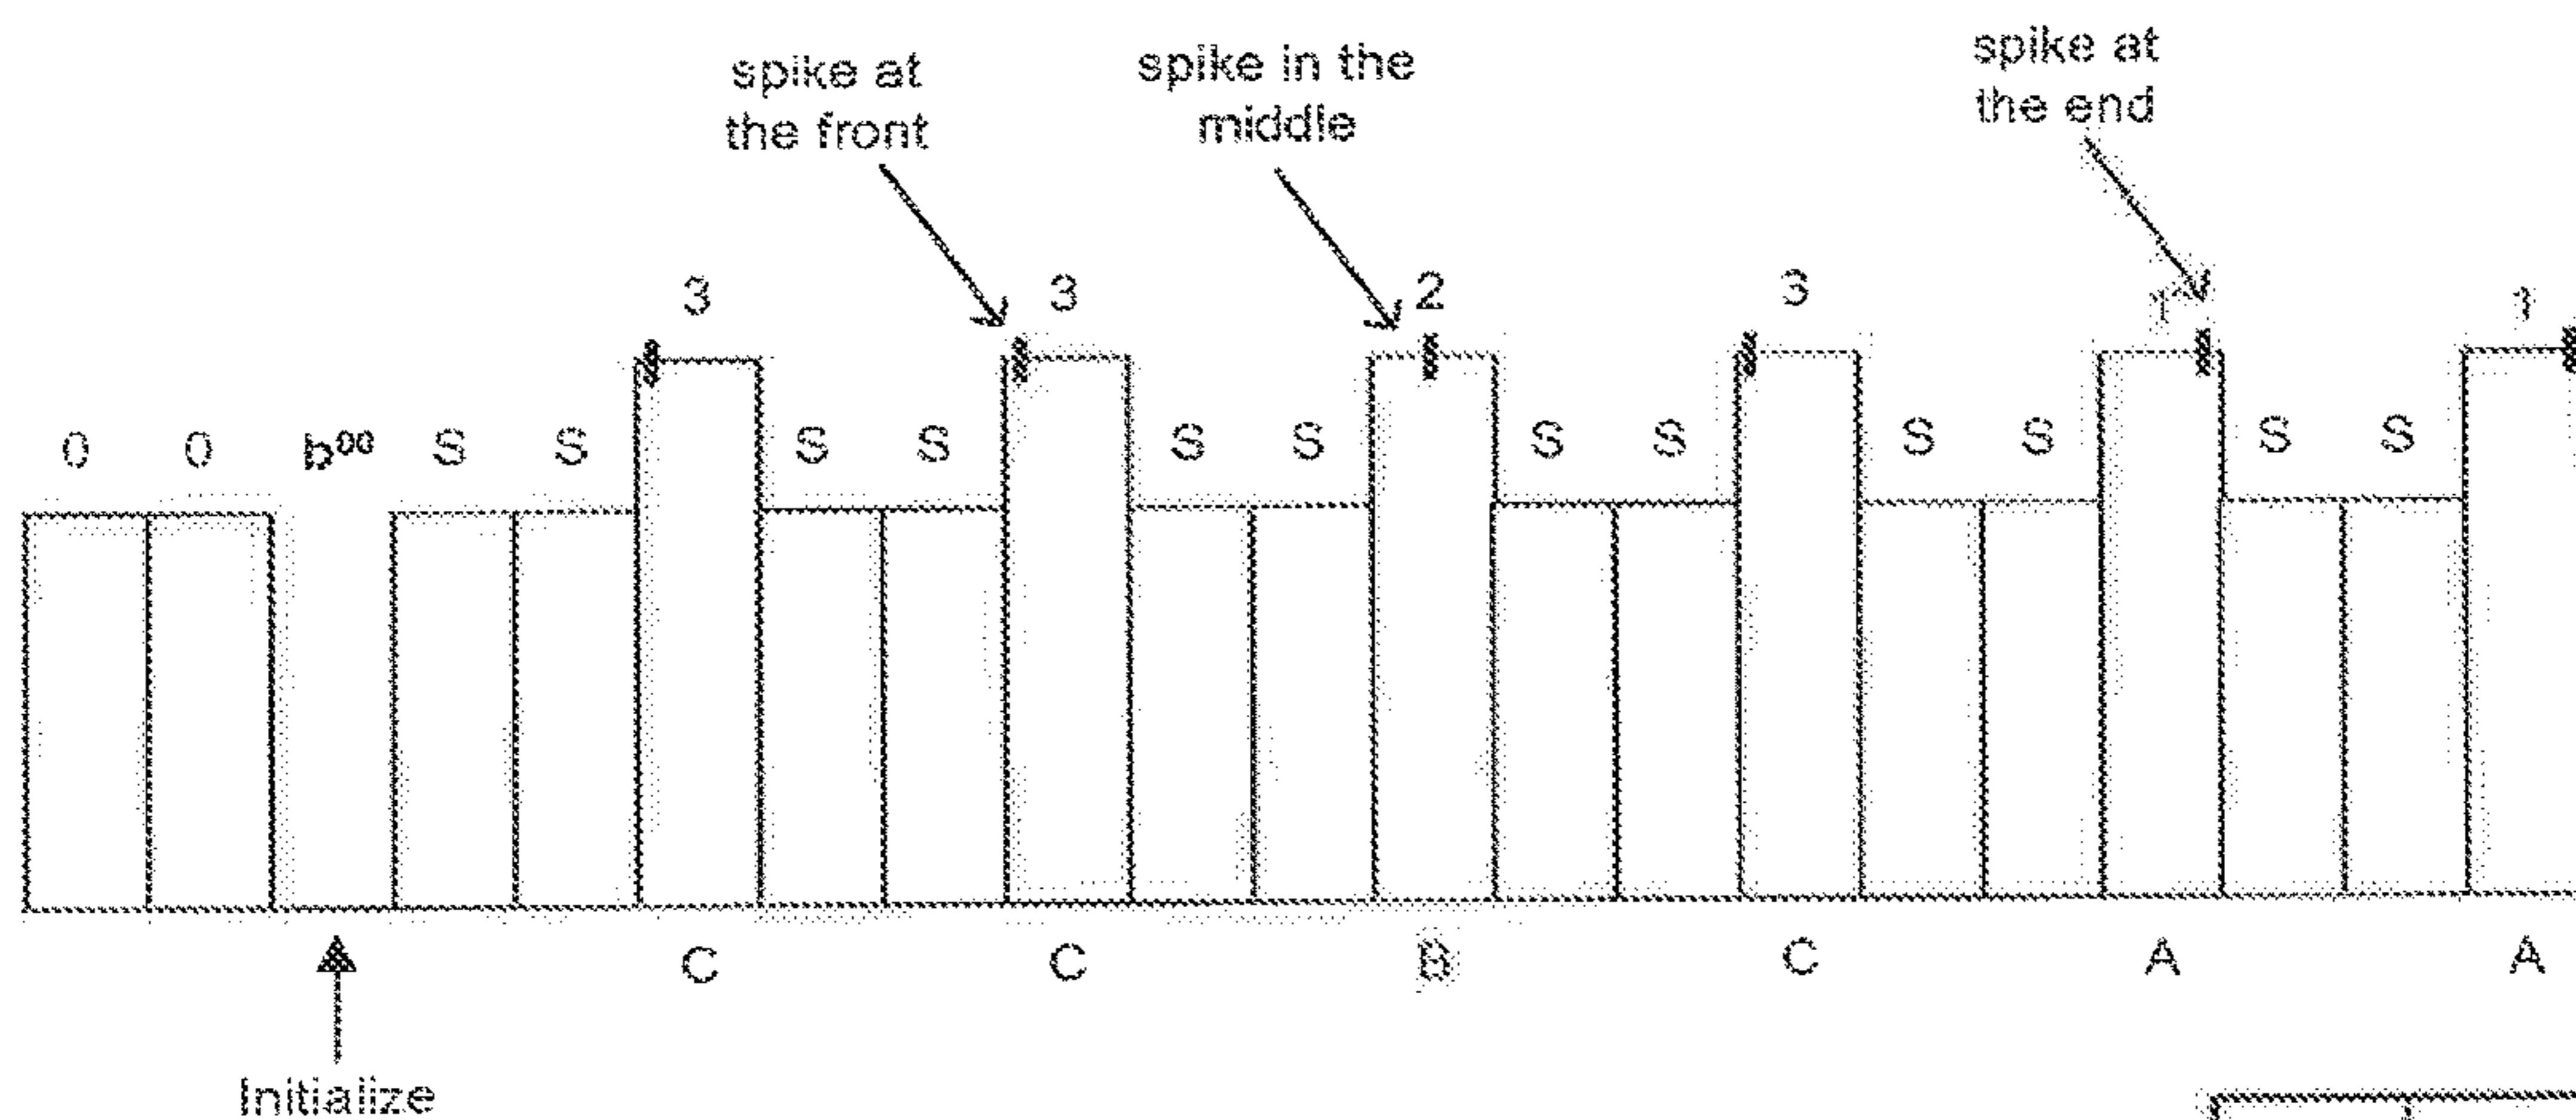 spike at
the front
spike in the
middle
spike at
the end
3 3 2 3 1 1
0 0 b⁰⁰ S S S S S S S S S S S S
C C B C A A
Initialize